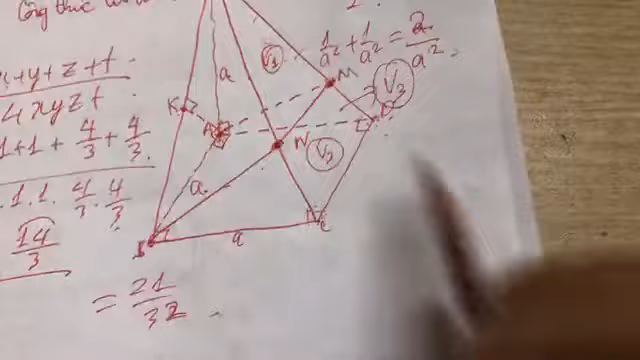 Công thức
1/a² + 1/a² = 2/a².
V1
M
V3
x+y+z+t / 4xyzt
a
K
A
D
1+1+4/3+4/3.
N
V2
.1.1. 4/3 . 4/3
a.
C
14/3
B
a
= 21/32.